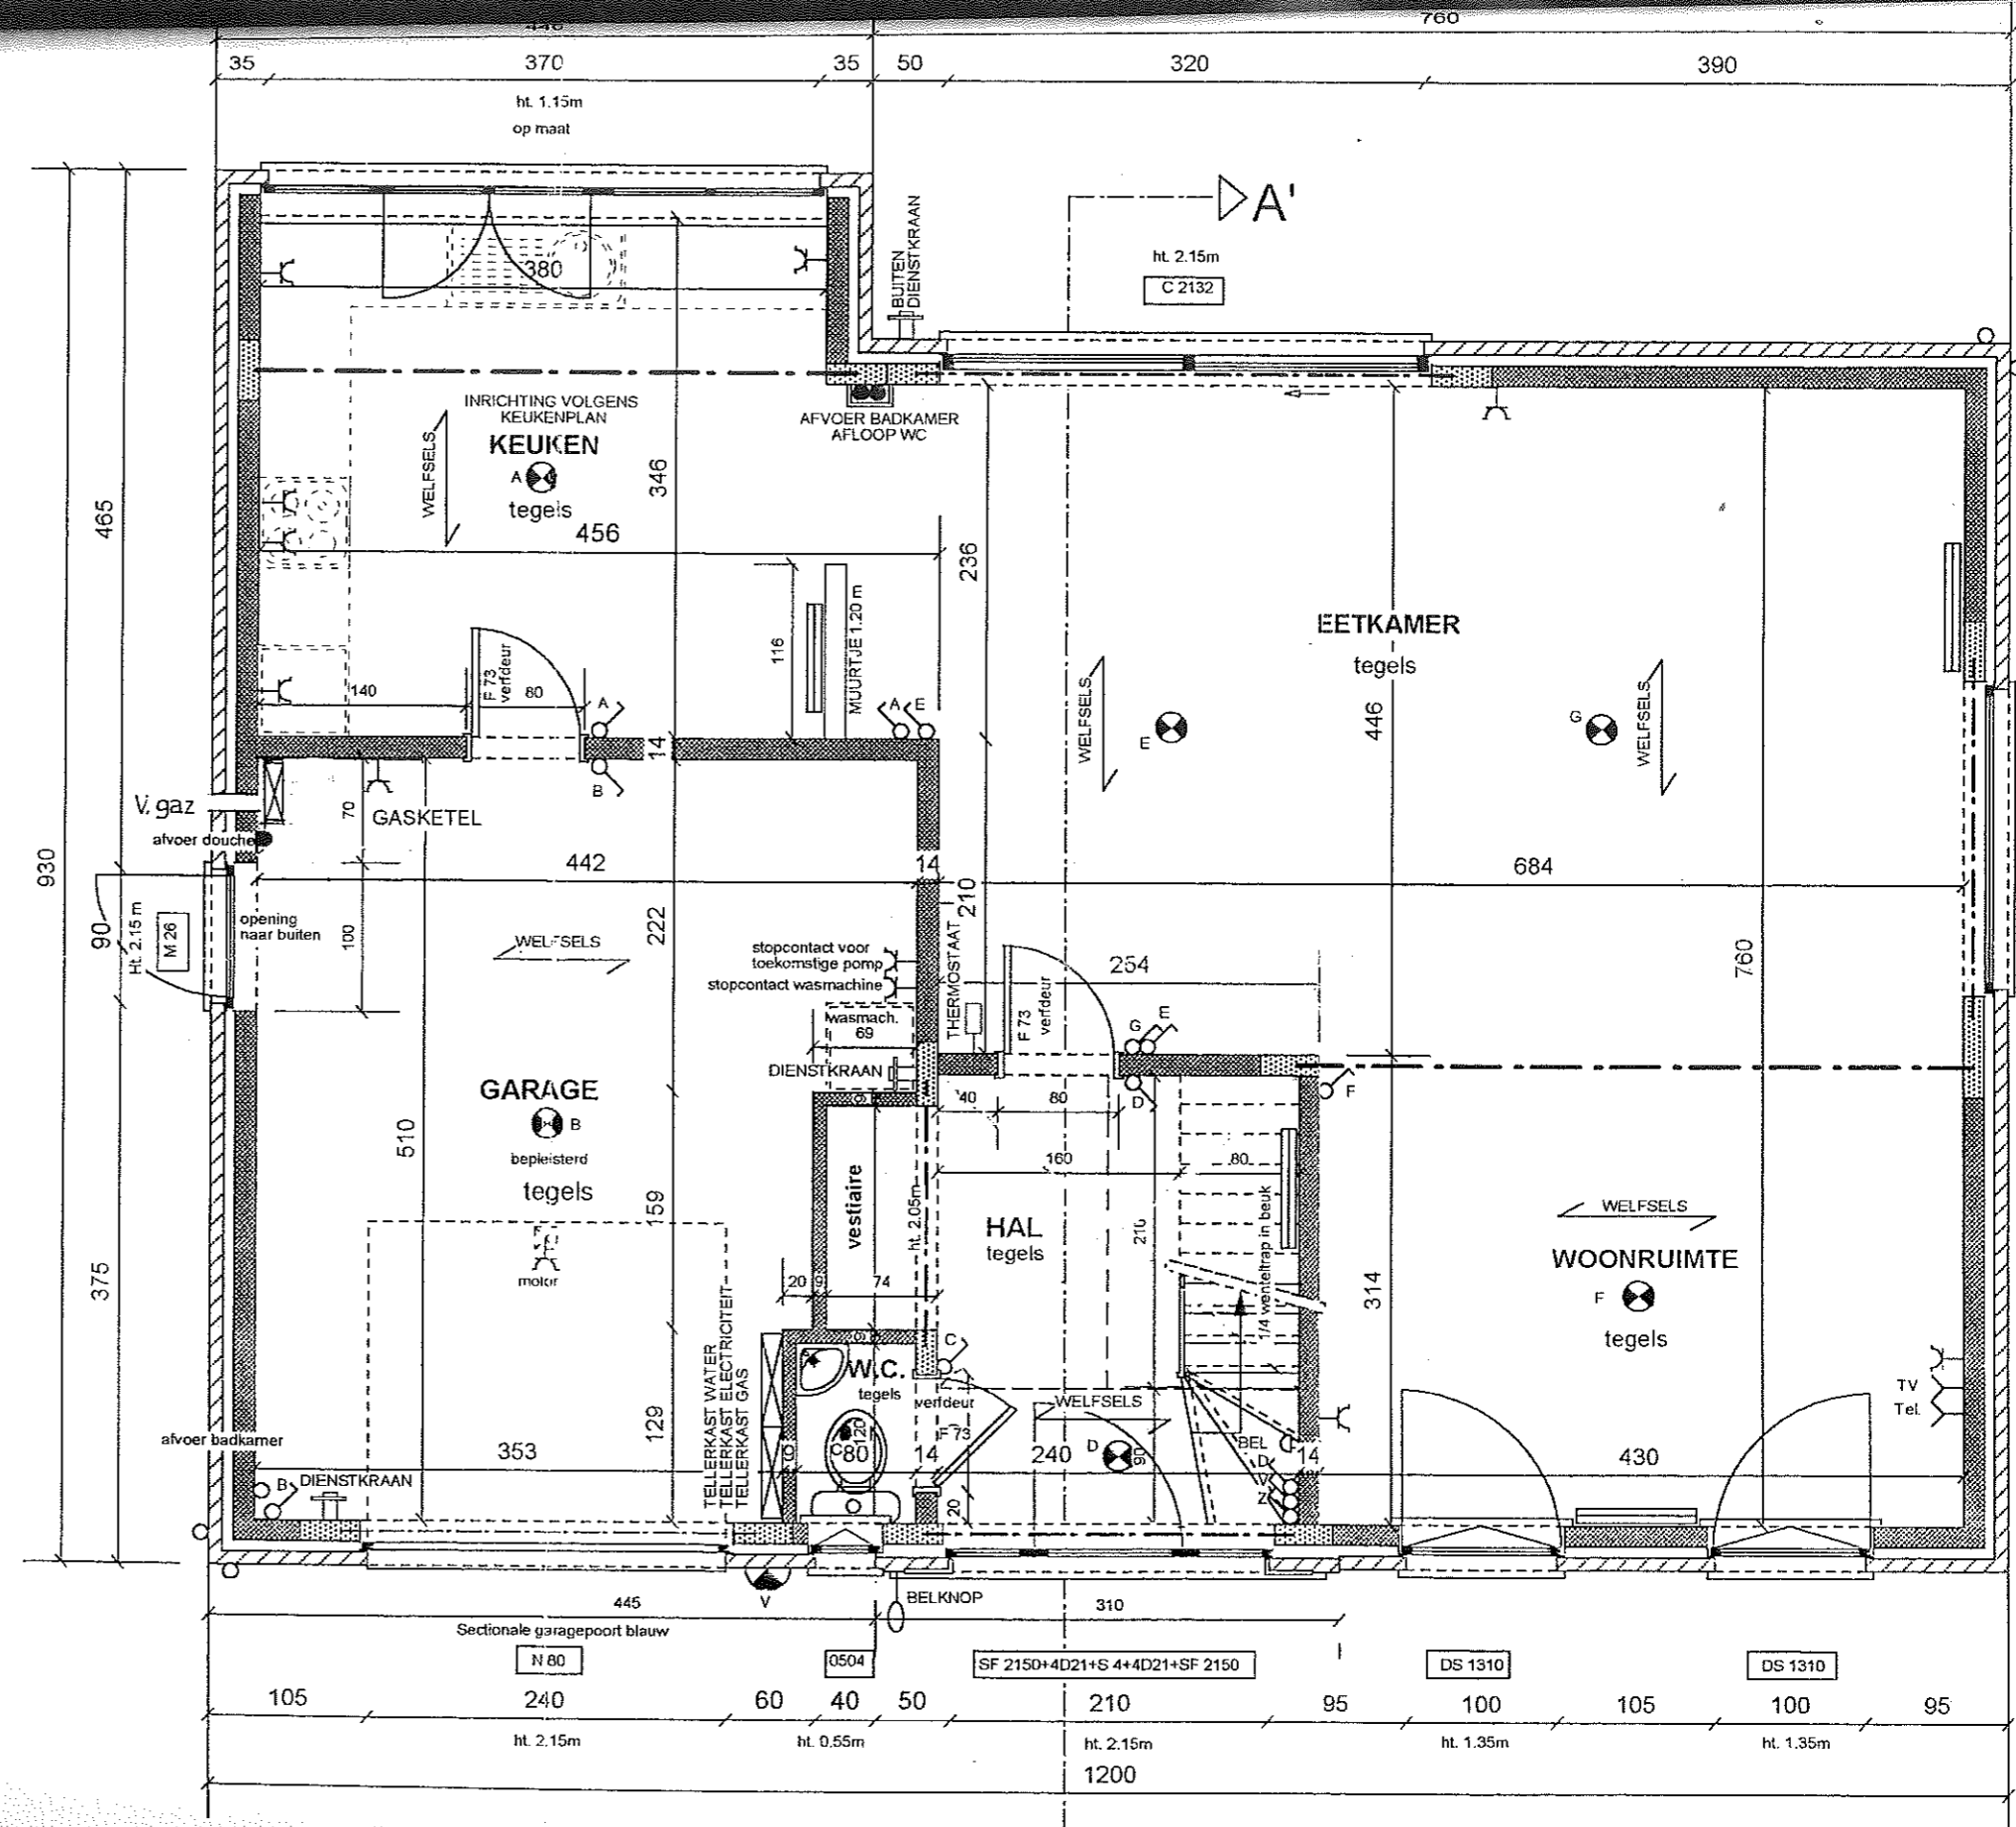 760
35
370
35
50
320
390
ht. 1.15m
op maat
A'
ht. 2.15m
C 2132
BUITEN
DIENSTKRAAN
380
INRICHTING VOLGENS
KEUKENPLAN
KEUKEN
A
tegels
WELFSELS
346
456
AFVOER BADKAMER
AFLOOP WC
236
465
930
EETKAMER
tegels
MUURTJE 1.20 m
116
140
F 73
verfdeur
80
A
A E
14
B
WELFSELS
E
446
G
WELFSELS
V. gaz
afvoer douche
70
GASKETEL
442
14
210
684
90
Ht. 2.15 m
M 26
opening
naar buiten
100
WELFSELS
222
stopcontact voor
toekomstige pomp
stopcontact wasmachine
THERMOSTAAT
254
F 73
verfdeur
760
wasmach.
69
G E
DIENSTKRAAN
GARAGE
B
bepleisterd
tegels
510
9
40
80
D
F
160
80
159
vestiaire
ht. 2.05m
HAL
tegels
210
1/4 wenteltrap in beuk
WELFSELS
WOONRUIMTE
F
tegels
314
375
motor
20
9
74
TELLERKAST WATER
TELLERKAST ELECTRICITEIT
TELLERKAST GAS
9
C
W.C.
tegels
verfdeur
F 73
WELFSELS
TV
Tel.
afvoer badkamer
353
129
9
C
120
80
14
240
D
90
BEL
14
430
B
DIENSTKRAAN
20
D
V
Z
V
BELKNOP
445
310
Sectionale garagepoort blauw
N 80
0504
SF 2150+4D21+S 4+4D21+SF 2150
DS 1310
DS 1310
105
240
60
40
50
210
95
100
105
100
95
ht. 2.15m
ht. 0.55m
ht. 2.15m
ht. 1.35m
ht. 1.35m
1200